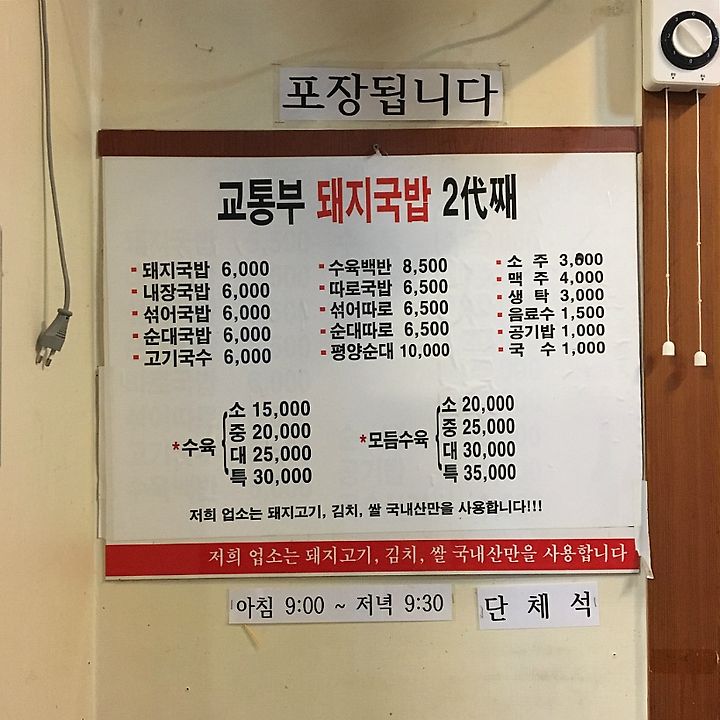 포장됩니다
교통부 돼지국밥 2代째
돼지국밥 6,000
내장국밥 6,000
섞어국밥 6,000
순대국밥 6,000
고기국수 6,000
수육백반 8,500
따로국밥 6,500
섞어따로 6,500
순대따로 6,500
평양순대 10,000
소 주 3,000
맥 주 4,000
생 탁 3,000
음료수 1,500
공기밥 1,000
국 수 1,000
*수육
소 15,000
중 20,000
대 25,000
특 30,000
*모듬수육
소 20,000
중 25,000
대 30,000
특 35,000
저희 업소는 돼지고기, 김치, 쌀 국내산만을 사용합니다!!!
저희 업소는 돼지고기, 김치, 쌀 국내산만을 사용합니다
아침 9:00 ~ 저녁 9:30
단 체 석